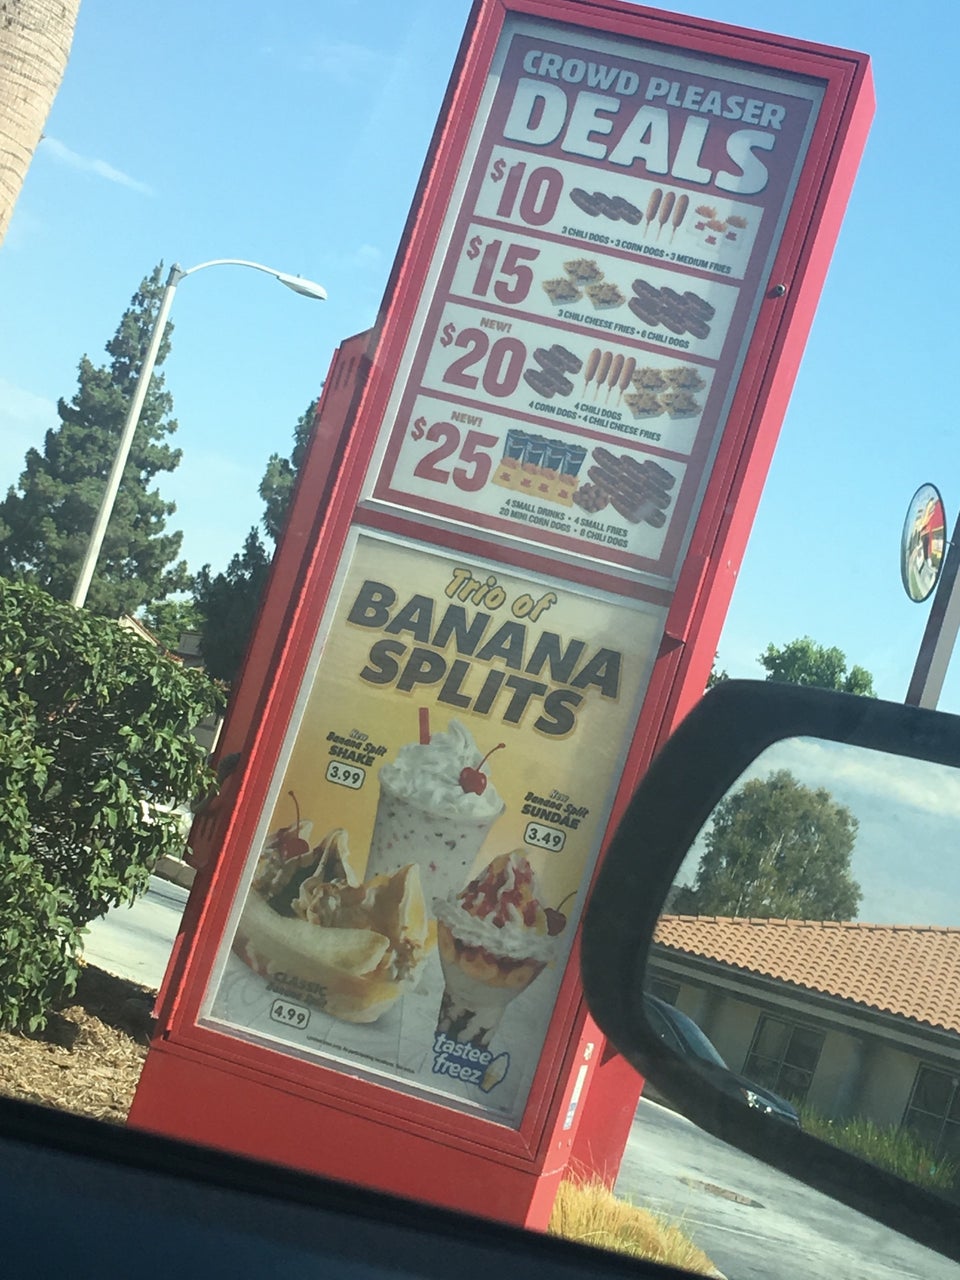 CROWD PLEASER
DEALS
$10
3 CHILI DOGS • 3 CORN DOGS • 3 MEDIUM FRIES
$15
3 CHILI CHEESE FRIES • 6 CHILI DOGS
NEW!
$20
4 CHILI DOGS
4 CORN DOGS • 4 CHILI CHEESE FRIES
NEW!
$25
4 SMALL DRINKS • 4 SMALL FRIES
20 MINI CORN DOGS • 8 CHILI DOGS
Trio of
BANANA
SPLITS
New
Banana Split
SHAKE
3.99
New
Banana Split
SUNDAE
3.49
CLASSIC
4.99
tastee
freez